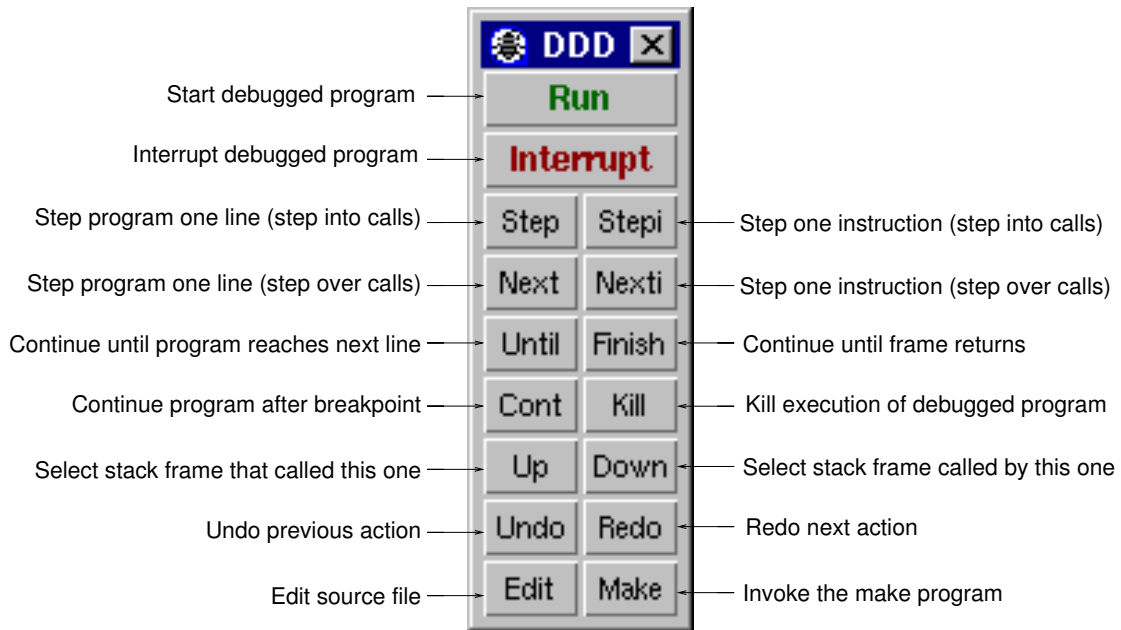 DDD
Start debugged program Run
Interrupt debugged program Interrupt
Step program one line (step into calls) Step Stepi Step one instruction (step into calls)
Step program one line (step over calls) Next Nexti Step one instruction (step over calls)
Continue until program reaches next line Until Finish Continue until frame returns
Continue program after breakpoint Cont Kill Kill execution of debugged program
Select stack frame that called this one Up Down Select stack frame called by this one
Undo previous action Undo Redo Redo next action
Edit source file Edit Make Invoke the make program